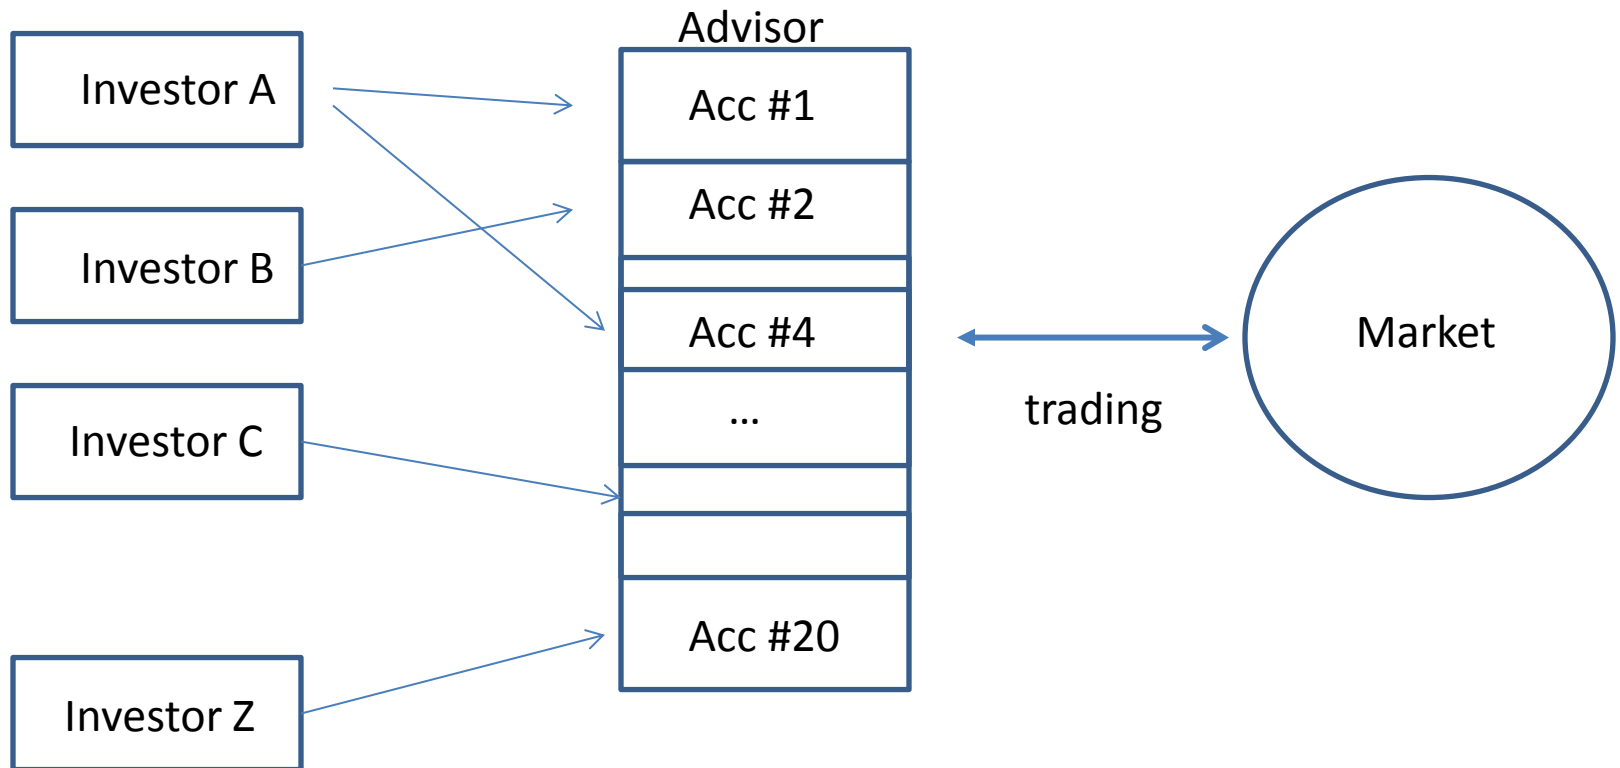 Advisor
Investor A
Acc #1
Investor B
Acc #2
Acc #4
Market
Investor C
...
trading
Acc #20
Investor Z